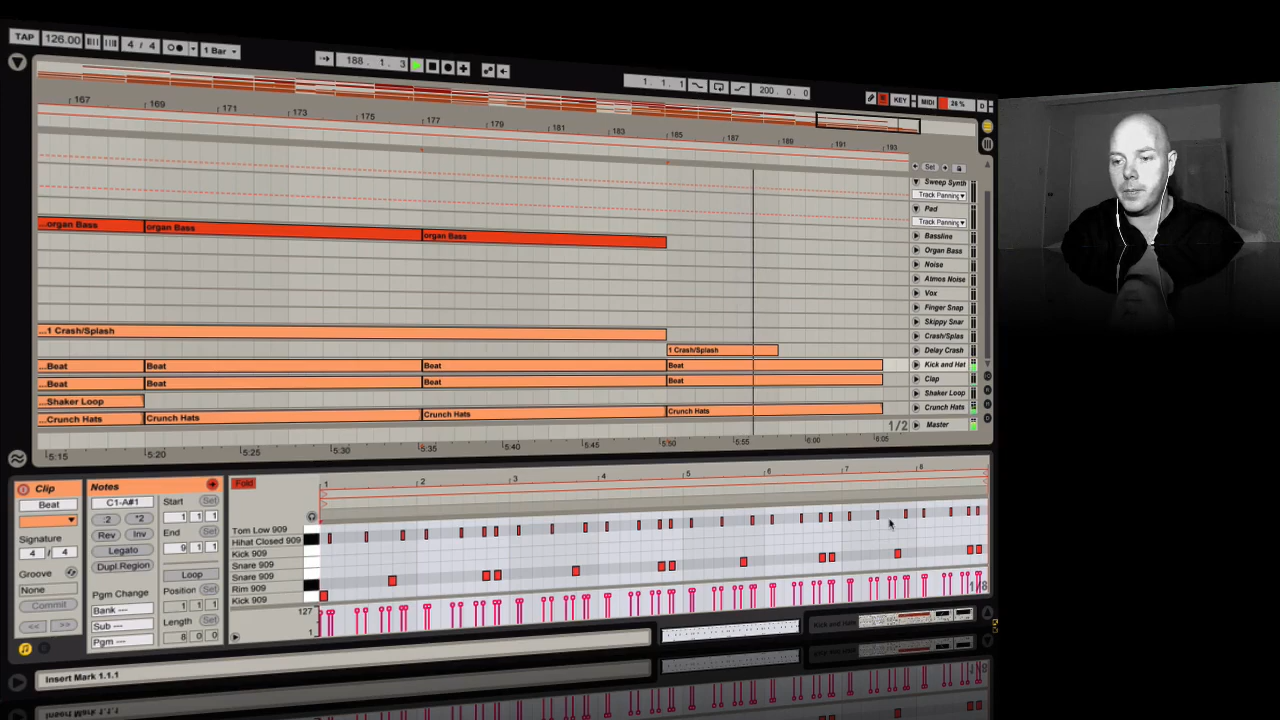 TAP 126.00 4 / 4 1 Bar 188 . 1 . 3 1 . 1 . 1 200 . 0 . 0 KEY MIDI 26 % D
167 169 171 173 175 177 179 181 183 185 187 189 191 193
Set
Sweep Synth
Track Panning
Pad
Track Panning
...organ Bass organ Bass organ Bass Bassline
Organ Bass
Noise
Atmos Noise
Vox
Finger Snap
Skippy Snar
...1 Crash/Splash Crash/Splas
1 Crash/Splash Delay Crash
...Beat Beat Beat Beat Kick and Hat
...Beat Beat Beat Beat Clap
...Shaker Loop Shaker Loop
...Crunch Hats Crunch Hats Crunch Hats Crunch Hats Crunch Hats
1/2 Master
5:15 5:20 5:25 5:30 5:35 5:40 5:45 5:50 5:55 6:00 6:05
Clip
Beat
Signature
4 / 4
Groove
None
Commit
<< >>
Notes
C1-A#1
:2 *2
Rev Inv
Legato
Dupl.Region
Pgm Change
Bank ---
Sub ---
Pgm ---
Start Set
1 1 1
End Set
9 1 1
Loop
Position Set
1 1 1
Length Set
8 0 0
Fold
1 2 3 4 5 6 7 8
Tom Low 909
Hihat Closed 909
Kick 909
Snare 909
Snare 909
Rim 909
Kick 909
127
1
1/8
Kick and Hats
Insert Mark 1.1.1